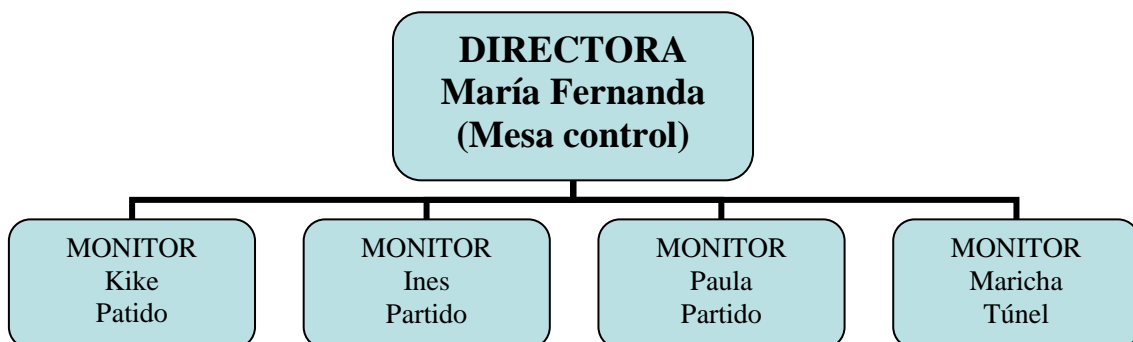 DIRECTORA
María Fernanda
(Mesa control)
MONITOR
Kike
Patido
MONITOR
Ines
Partido
MONITOR
Paula
Partido
MONITOR
Maricha
Túnel